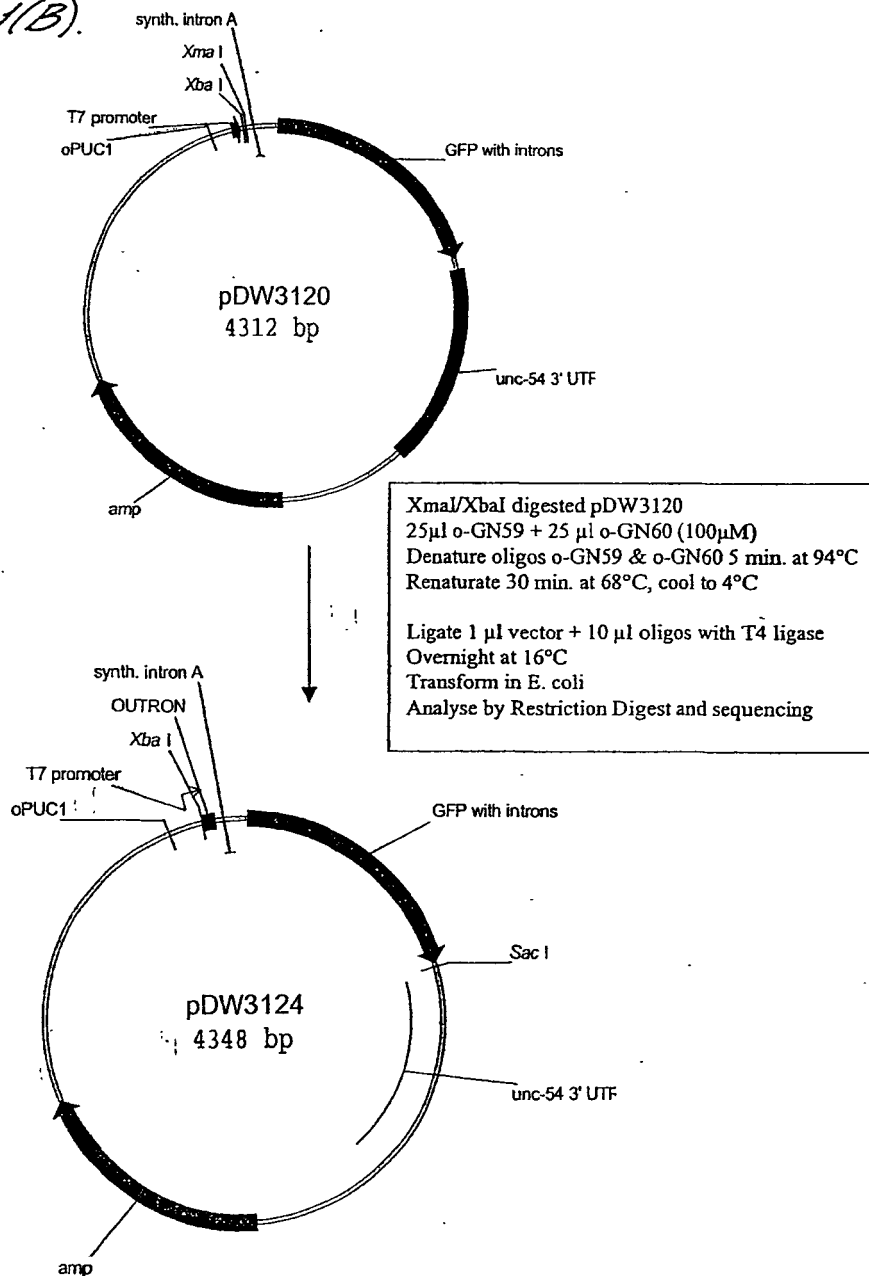 1(B).
synth. intron A
Xma I
Xba I
T7 promoter
oPUC1
GFP with introns
pDW3120
4312 bp
unc-54 3' UTF
amp
XmaI/XbaI digested pDW3120
25µl o-GN59 + 25 µl o-GN60 (100µM)
Denature oligos o-GN59 & o-GN60 5 min. at 94°C
Renaturate 30 min. at 68°C, cool to 4°C
Ligate 1 µl vector + 10 µl oligos with T4 ligase
Overnight at 16°C
Transform in E. coli
Analyse by Restriction Digest and sequencing
synth. intron A
OUTRON
Xba I
T7 promoter
oPUC1
GFP with introns
Sac I
pDW3124
4348 bp
unc-54 3' UTF
amp